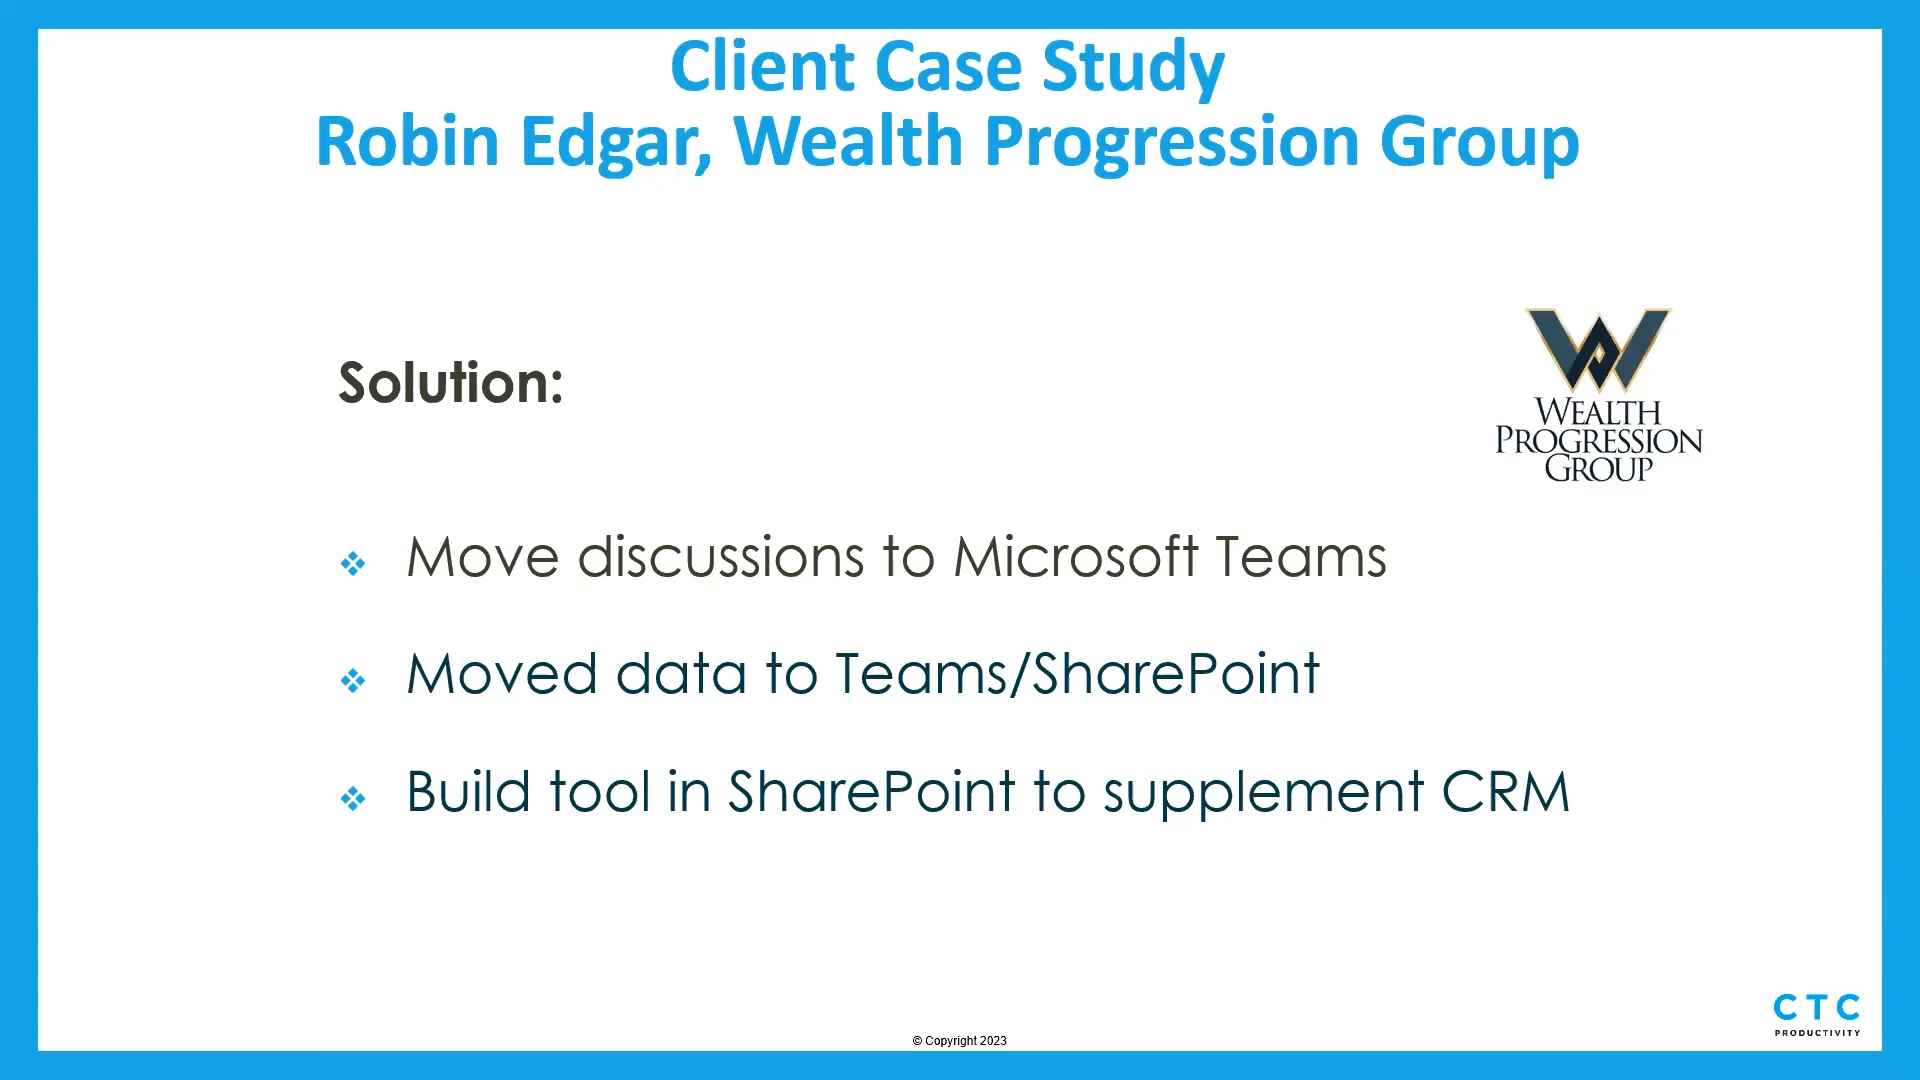 Client Case Study
Robin Edgar, Wealth Progression Group
Solution:
WEALTH
PROGRESSION
GROUP
Move discussions to Microsoft Teams
Moved data to Teams/SharePoint
Build tool in SharePoint to supplement CRM
© Copyright 2023
CTC
PRODUCTIVITY